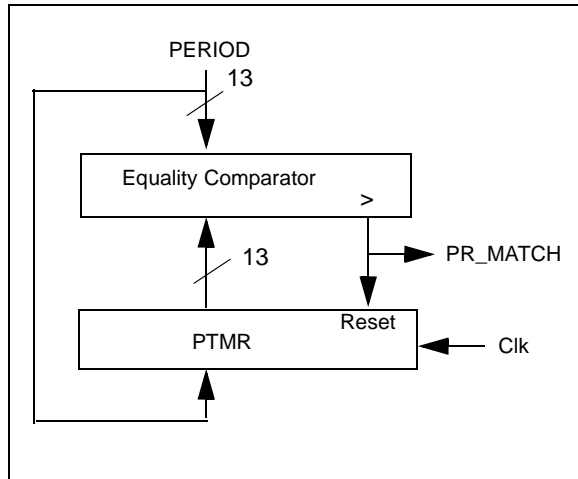 PERIOD
13
Equality Comparator
>
13
PR_MATCH
Reset
PTMR
Clk